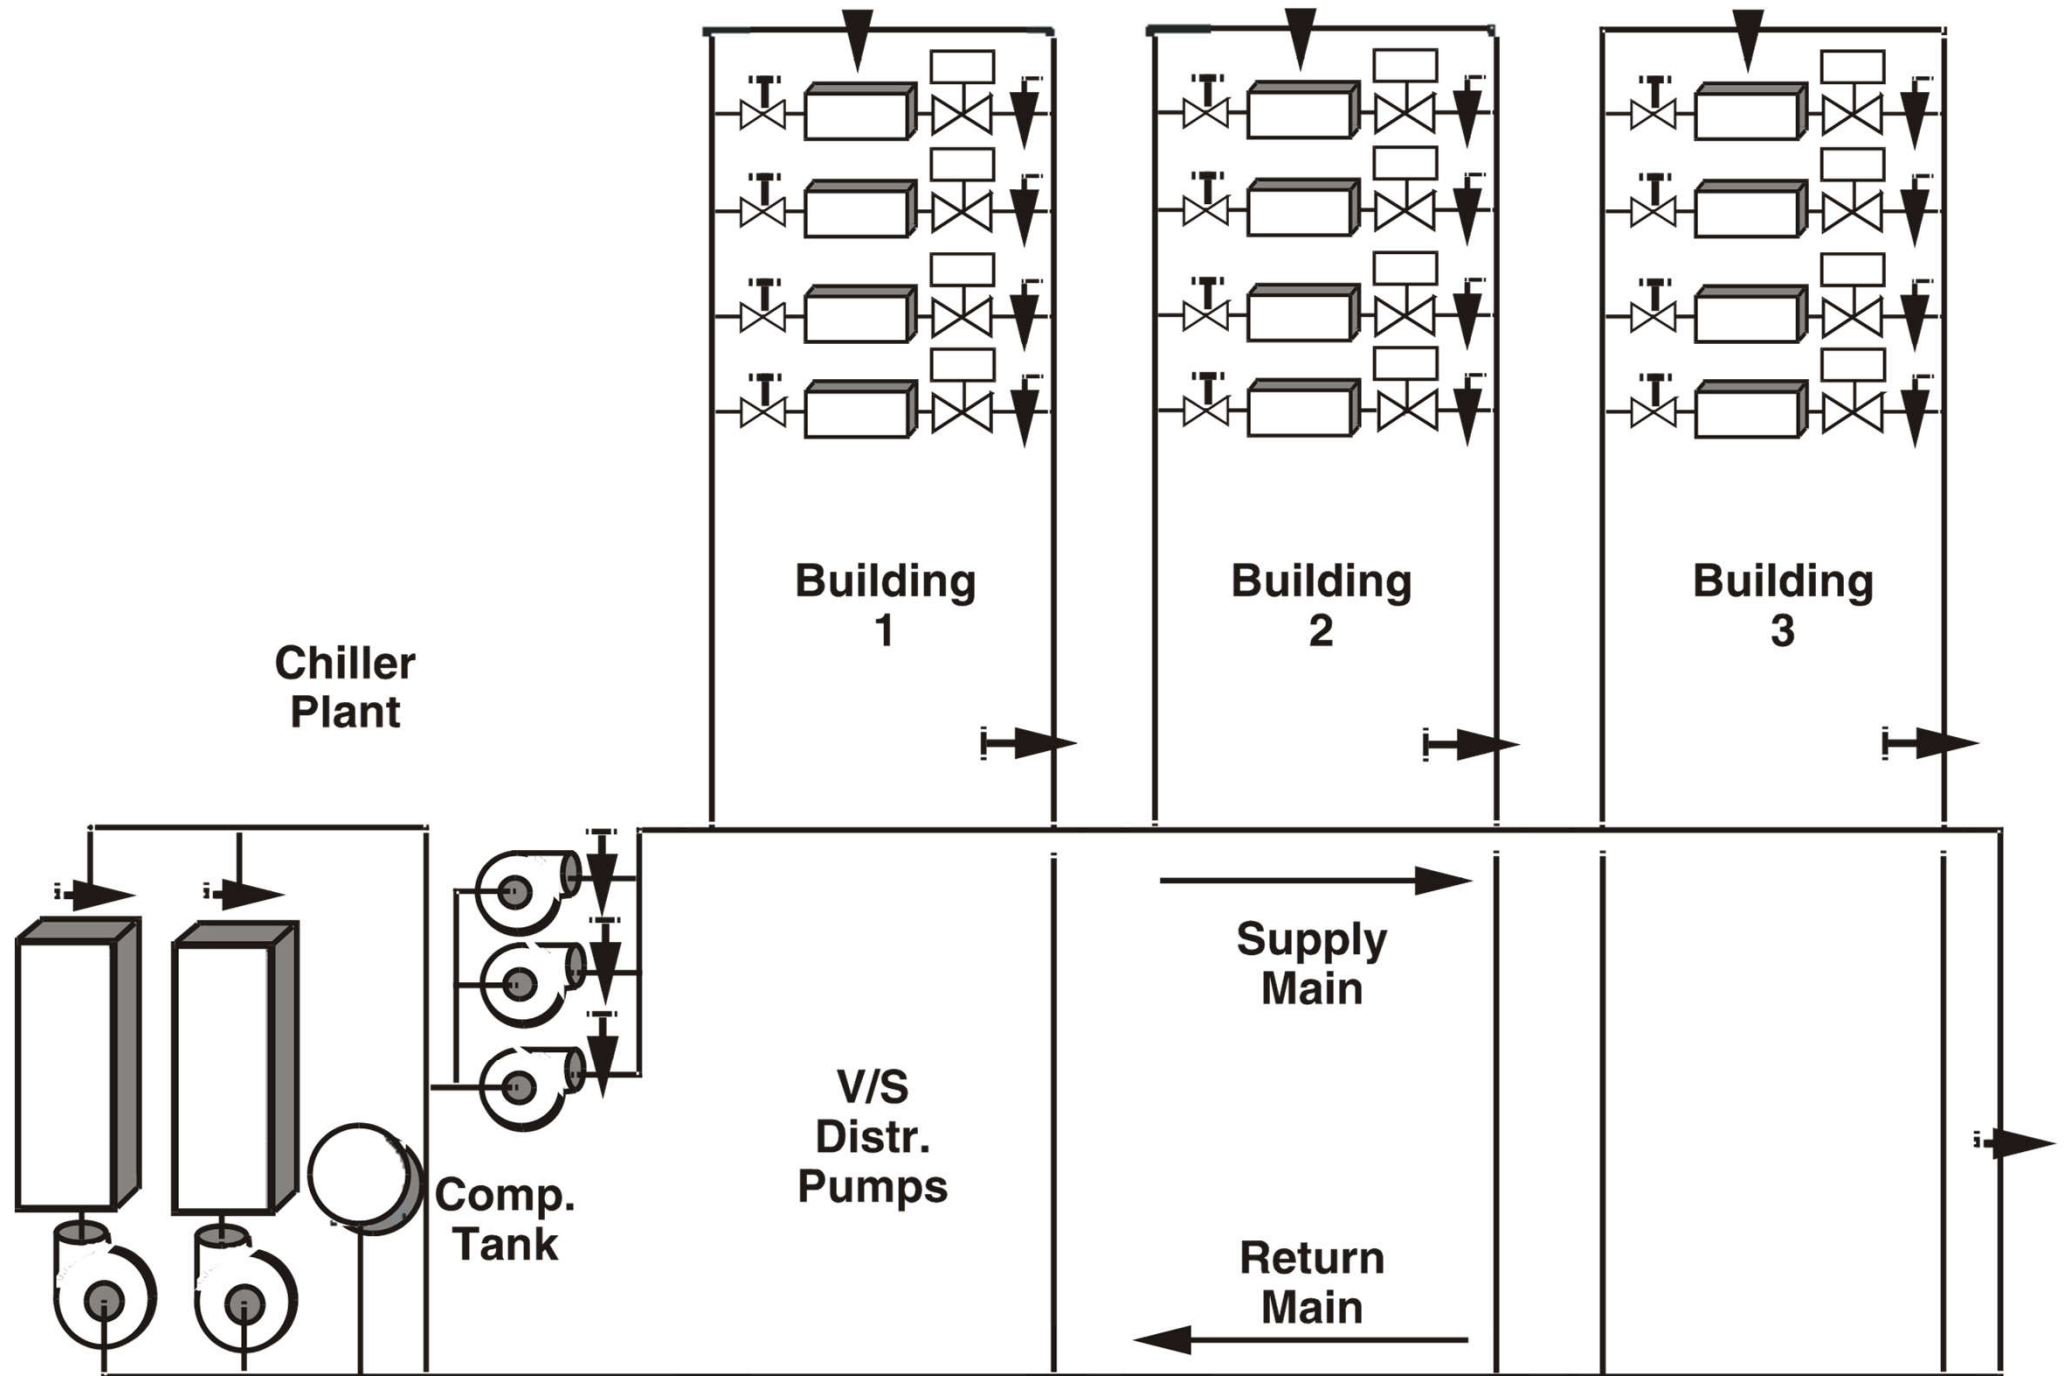 Building
1
Building
2
Building
3
Chiller
Plant
Supply
Main
V/S
Distr.
Pumps
Comp.
Tank
Return
Main